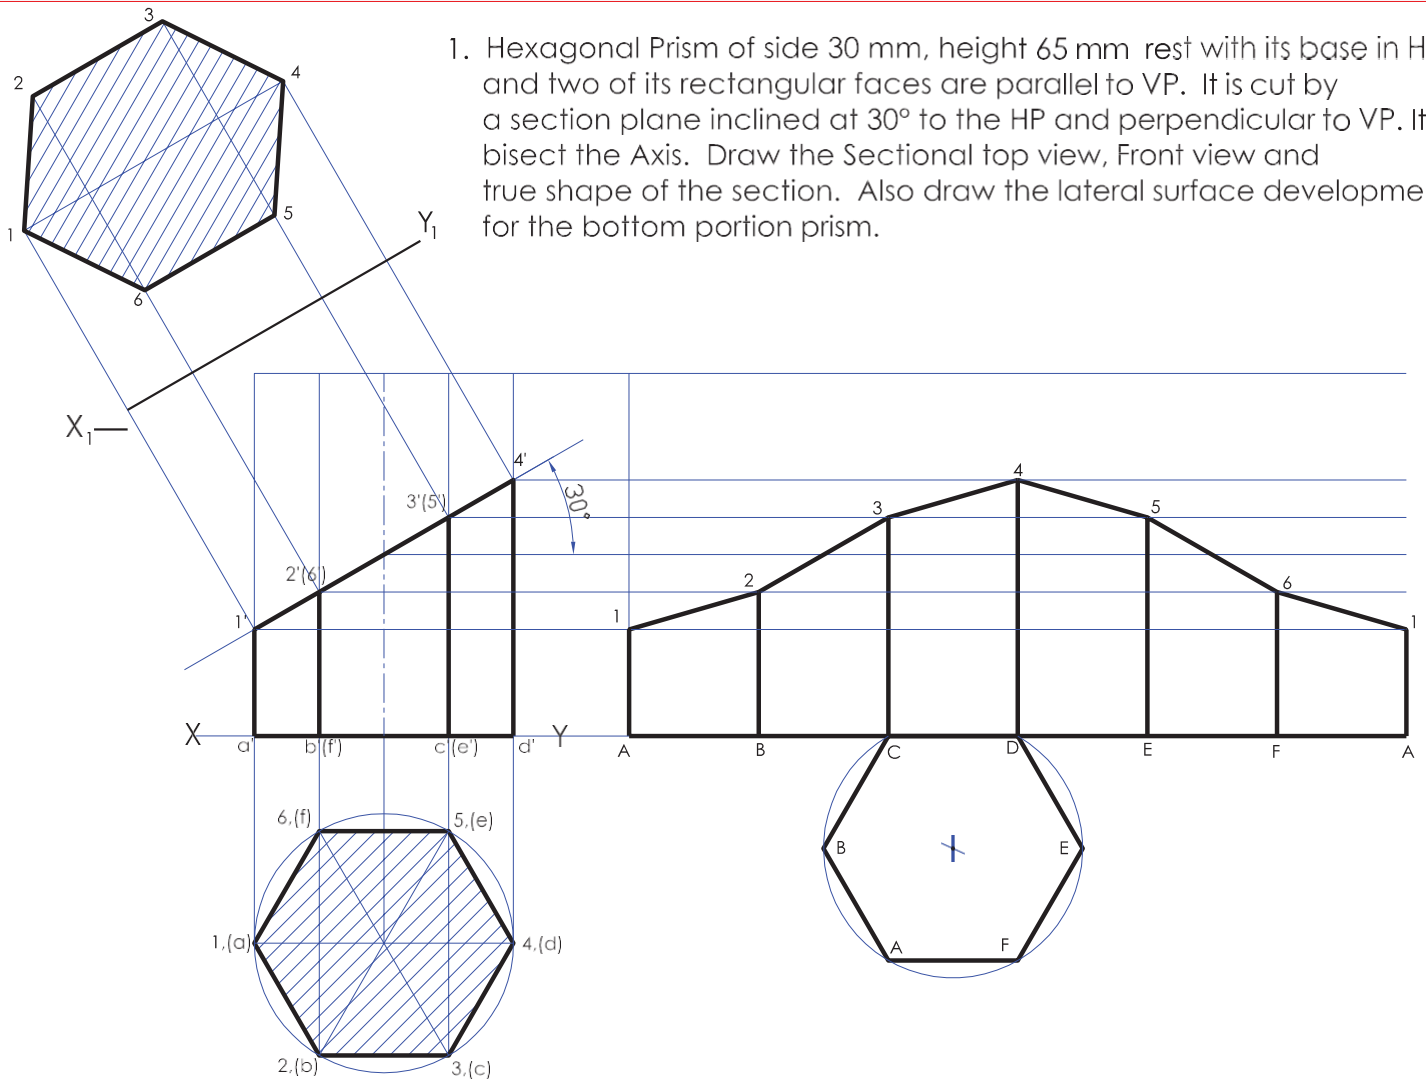 1. Hexagonal Prism of side 30 mm, height 65 mm rest with its base in H
and two of its rectangular faces are parallel to VP. It is cut by
a section plane inclined at 30° to the HP and perpendicular to VP. It
bisect the Axis. Draw the Sectional top view, Front view and
true shape of the section. Also draw the lateral surface developme
for the bottom portion prism.
3
2
4
1
5
6
Y1
X1
4'
3'(5')
30°
2'(6')
1'
4
3
5
2
6
1
1
X
Y
a'
b'(f')
c'(e')
d'
A
B
C
D
E
F
A
6,(f)
5,(e)
1,(a)
4,(d)
2,(b)
3,(c)
B
E
A
F